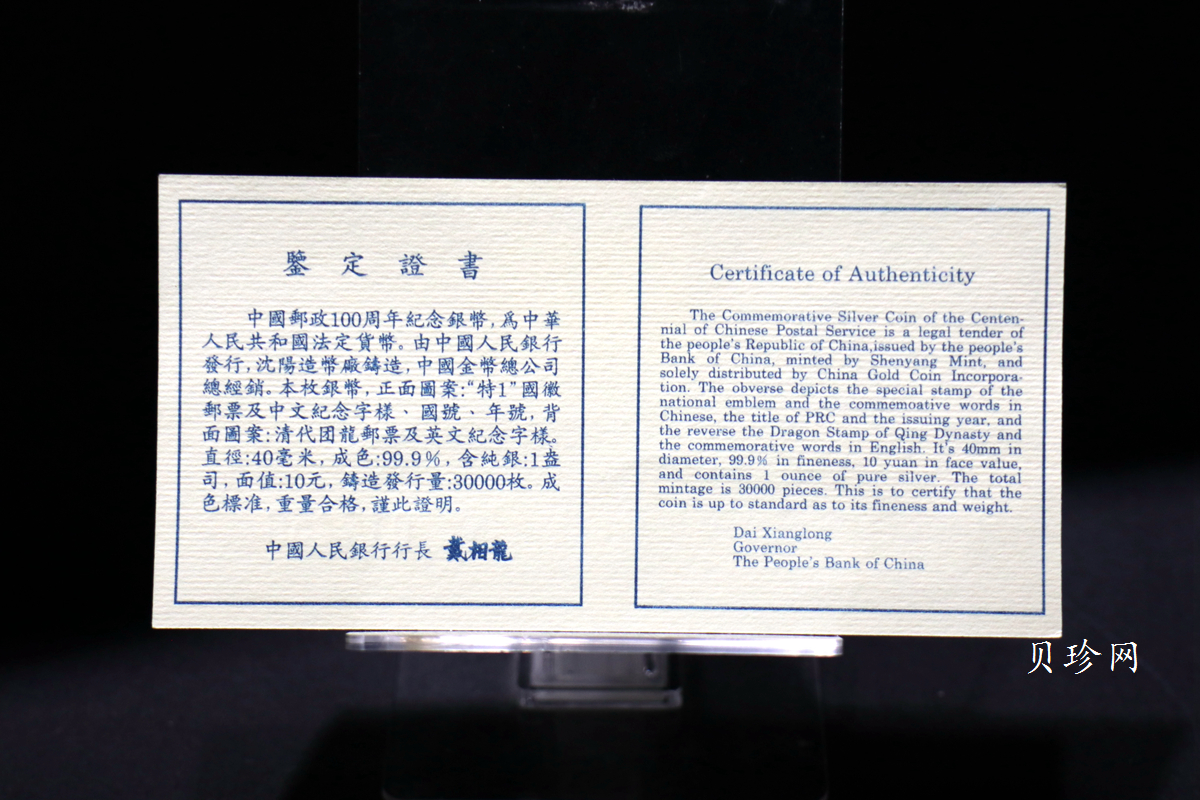 鑒定證書
中國郵政100周年紀念銀幣，爲中華
人民共和國法定貨幣。由中國人民銀行
發行，沈陽造幣廠鑄造，中國金幣總公司
總經銷。本枚銀幣，正面圖案：“特1”國徽
郵票及中文紀念字樣、國號、年號，背
面圖案：清代团龍郵票及英文紀念字樣。
直徑：40毫米，成色：99.9%，含純銀：1盎
司，面值：10元，鑄造發行量：30000枚。成
色標准，重量合格，謹此證明。
中國人民銀行行長 戴相龍
Certificate of Authenticity
The Commemorative Silver Coin of the Centen-
nial of Chinese Postal Service is a legal tender of
the people's Republic of China,issued by the people's
Bank of China, minted by Shenyang Mint, and
solely distributed by China Gold Coin Incorpora-
tion. The obverse depicts the special stamp of the
national emblem and the commemoative words in
Chinese, the title of PRC and the issuing year, and
the reverse the Dragon Stamp of Qing Dynasty and
the commemorative words in English. It's 40mm in
diameter, 99.9% in fineness, 10 yuan in face value,
and contains 1 ounce of pure silver. The total
mintage is 30000 pieces. This is to certify that the
coin is up to standard as to its fineness and weight.
Dai Xianglong
Governor
The People's Bank of China
贝珍网